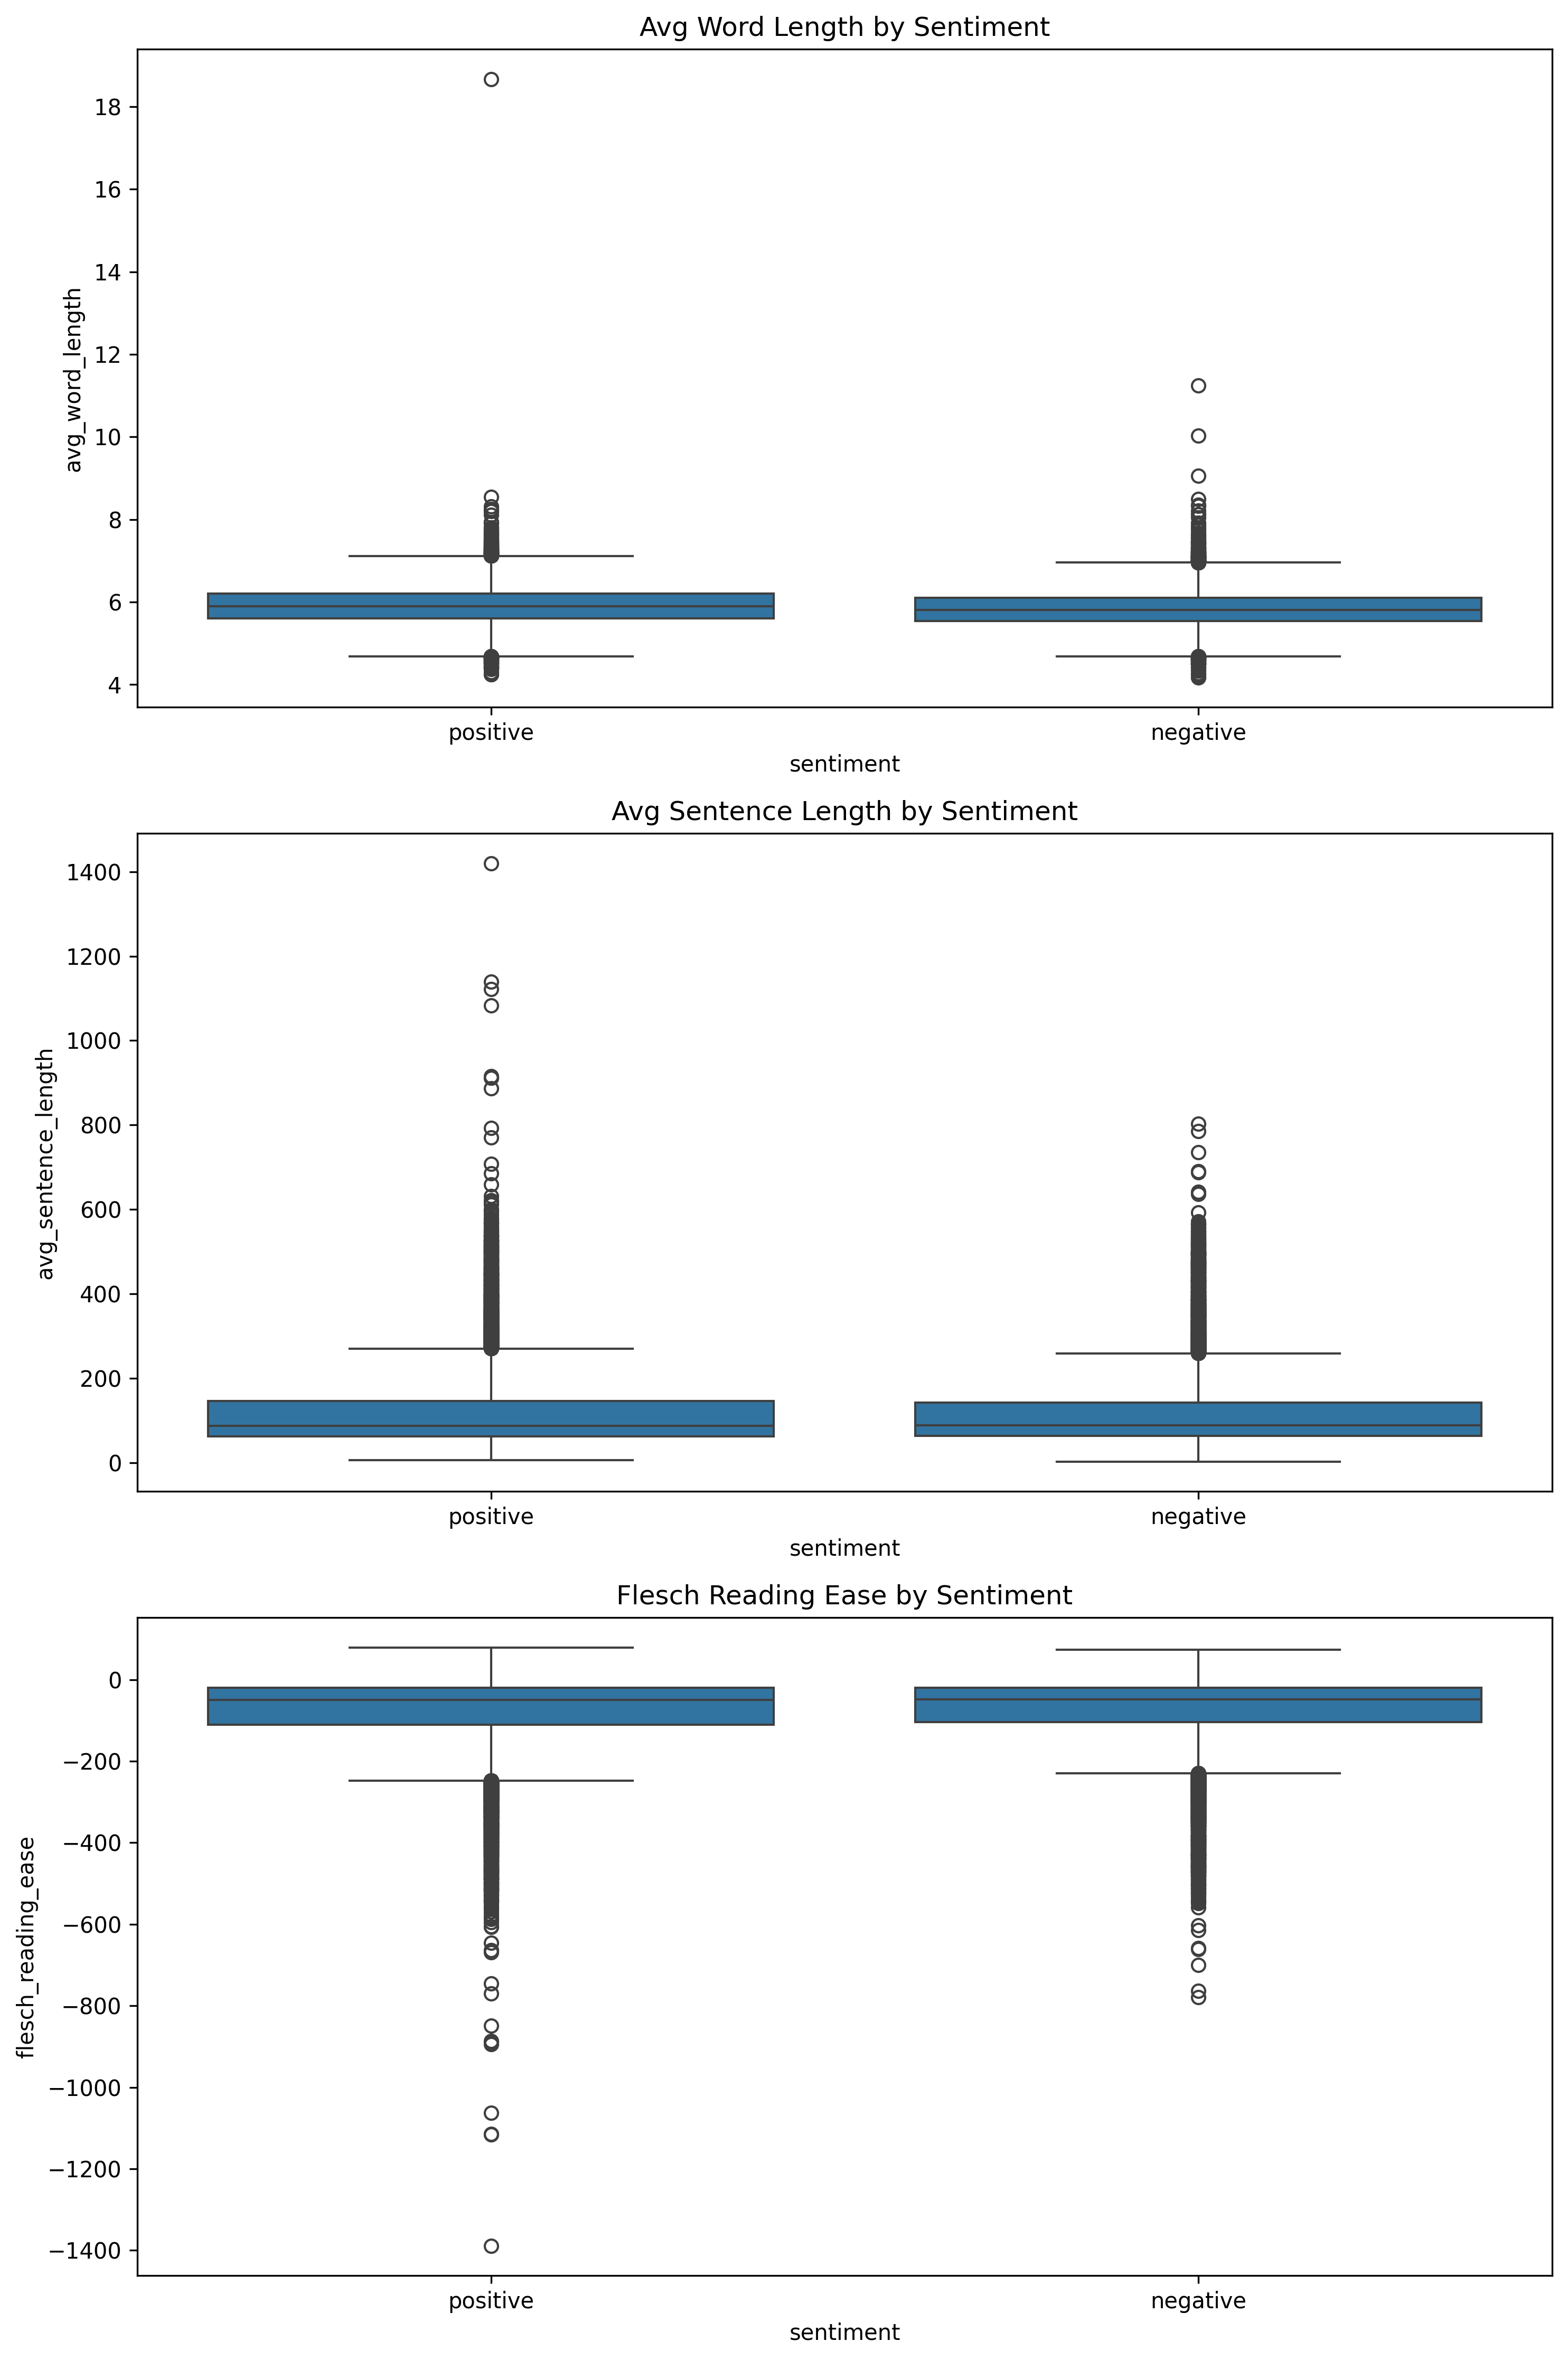 Avg Word Length by Sentiment
18
16
14
12
10
8
6
4
avg_word_length
positive
negative
sentiment
Avg Sentence Length by Sentiment
1400
1200
1000
800
600
400
200
0
avg_sentence_length
positive
negative
sentiment
Flesch Reading Ease by Sentiment
0
−200
−400
−600
−800
−1000
−1200
−1400
flesch_reading_ease
positive
negative
sentiment